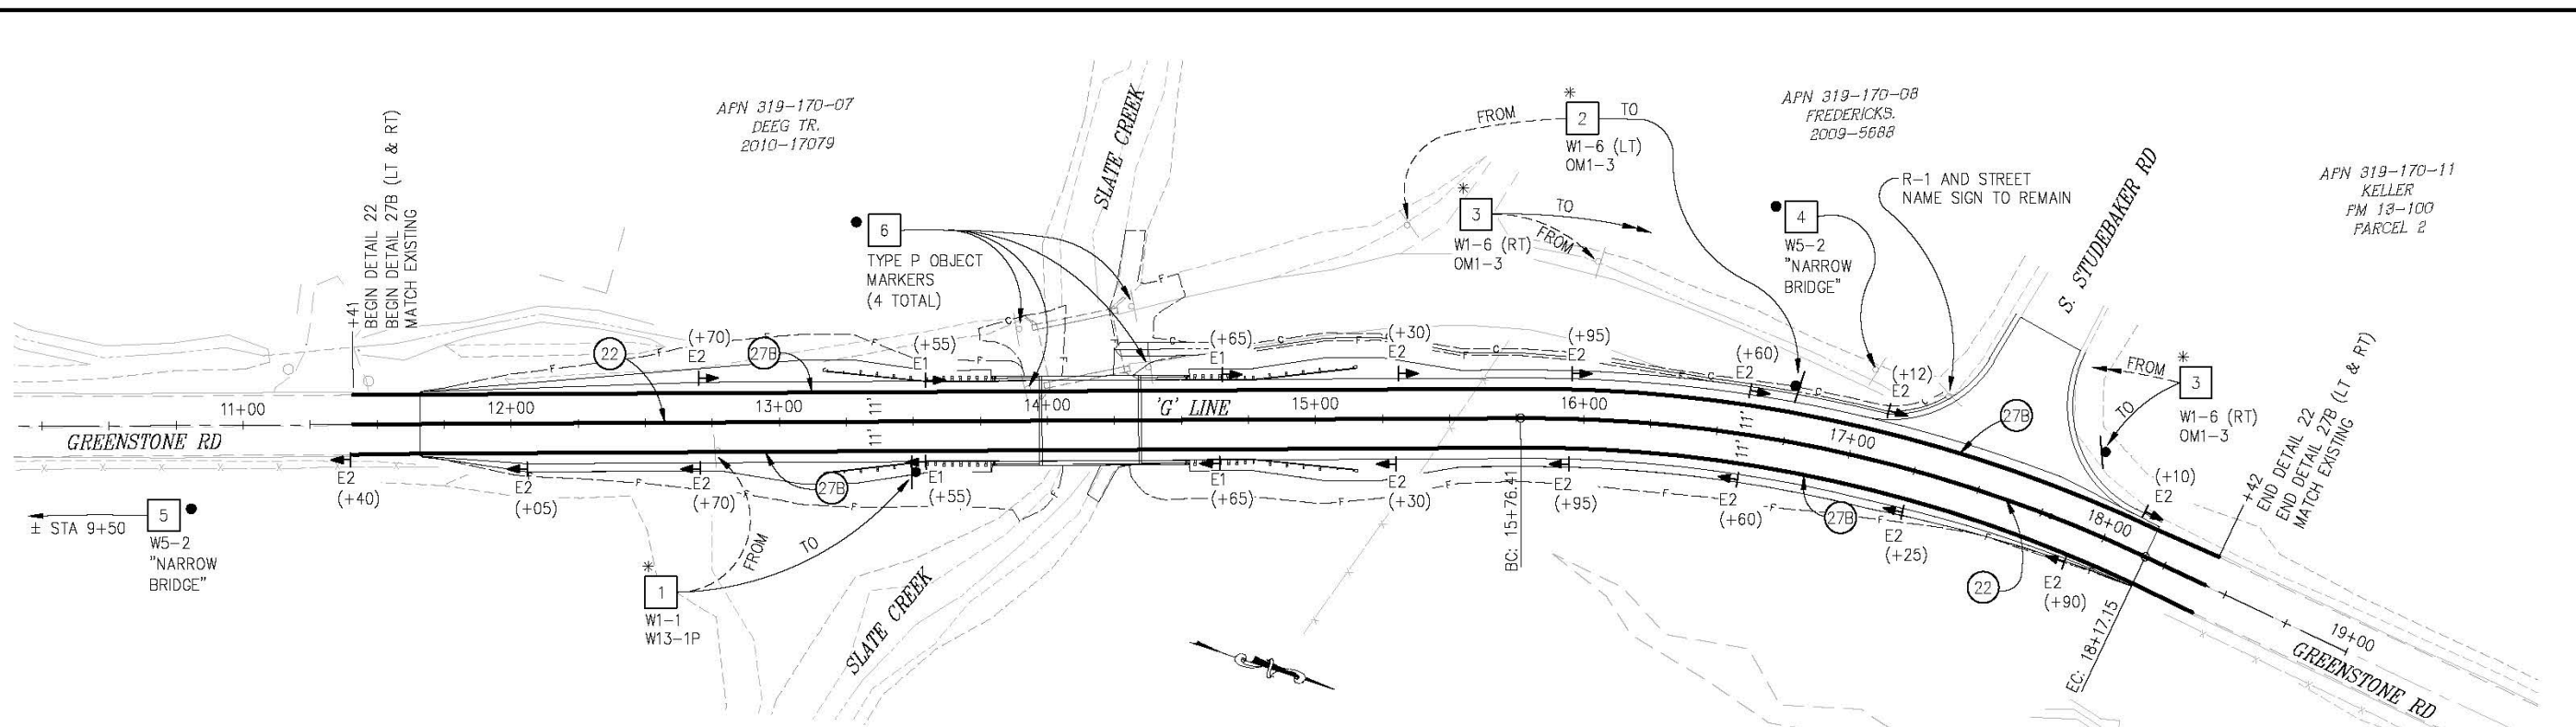 APN 319-170-07
DEEG TR.
2010-17079
SLATE CREEK
FROM
*
2
TO
W1-6 (LT)
OM1-3
APN 319-170-08
FREDERICKS.
2009-5688
R-1 AND STREET
NAME SIGN TO REMAIN
S. STUDEBAKER RD
APN 319-170-11
KELLER
PM 13-100
PARCEL 2
+41
BEGIN DETAIL 22
BEGIN DETAIL 27B (LT & RT)
MATCH EXISTING
6
TYPE P OBJECT
MARKERS
(4 TOTAL)
*
3
TO
FROM
W1-6 (RT)
OM1-3
4
W5-2
"NARROW
BRIDGE"
22
27B
(+70)
E2
(+55)
E1
(+65)
E1
(+30)
E2
(+95)
E2
(+60)
E2
(+12)
E2
27B
FROM
*
3
TO
W1-6 (RT)
OM1-3
(+10)
E2
+42
END DETAIL 22
END DETAIL 27B (LT & RT)
MATCH EXISTING
11+00
12+00
13+00
11' 11'
14+00
'G' LINE
15+00
16+00
11' 11'
17+00
18+00
19+00
GREENSTONE RD
E2
(+40)
E2
(+05)
E2
(+70)
27B
E1
(+55)
E1
(+65)
E2
(+30)
BC: 15+76.41
E2
(+95)
E2
(+60)
27B
E2
(+25)
22
E2
(+90)
EC: 18+17.15
GREENSTONE RD
5
± STA 9+50
W5-2
"NARROW
BRIDGE"
*
1
FROM
TO
W1-1
W13-1P
SLATE CREEK
F
F
F
F
F
F
F
F
C
C
C
C